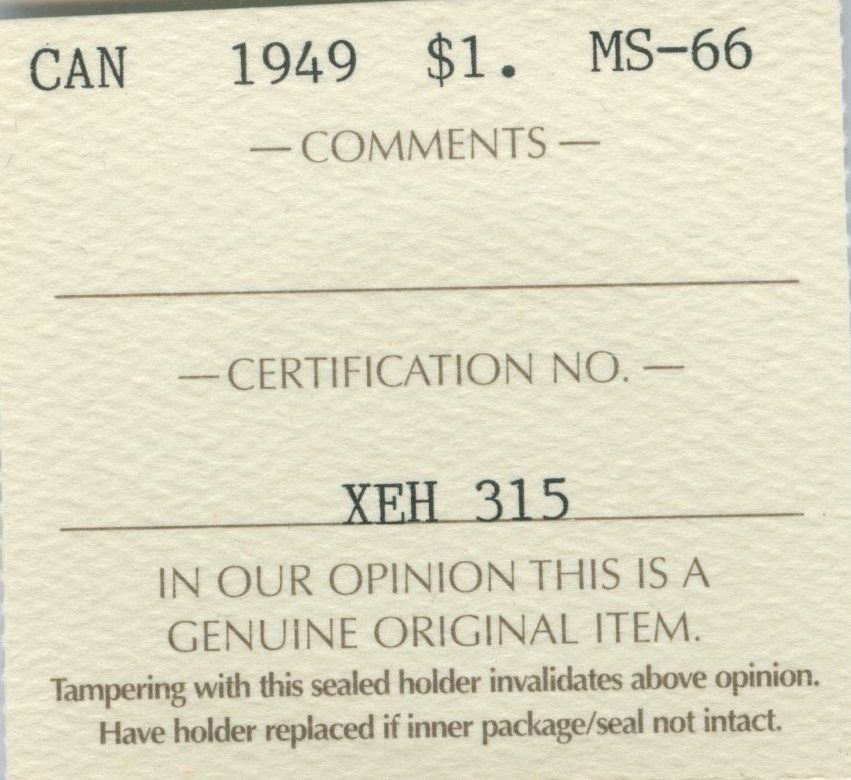 CAN 1949 $1. MS-66
— COMMENTS —
— CERTIFICATION NO. —
XEH 315
IN OUR OPINION THIS IS A
GENUINE ORIGINAL ITEM.
Tampering with this sealed holder invalidates above opinion.
Have holder replaced if inner package/seal not intact.